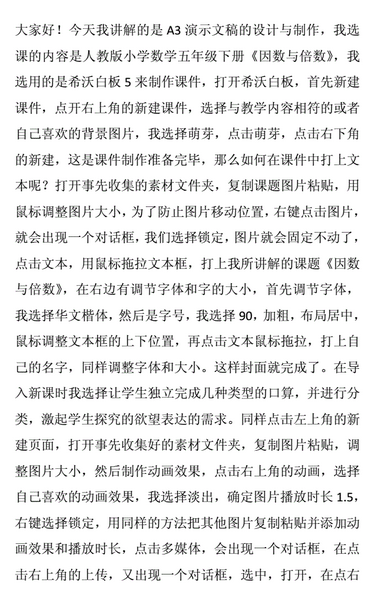 大家好！今天我讲解的是 A3 演示文稿的设计与制作，我选
课的内容是人教版小学数学五年级下册《因数与倍数》，我
选用的是希沃白板 5 来制作课件，打开希沃白板，首先新建
课件，点开右上角的新建课件，选择与教学内容相符的或者
自己喜欢的背景图片，我选择萌芽，点击萌芽，点击右下角
的新建，这是课件制作准备完毕，那么如何在课件中打上文
本呢？打开事先收集的素材文件夹，复制课题图片粘贴，用
鼠标调整图片大小，为了防止图片移动位置，右键点击图片，
就会出现一个对话框，我们选择锁定，图片就会固定不动了，
点击文本，用鼠标拖拉文本框，打上我所讲解的课题《因数
与倍数》，在右边有调节字体和字的大小，首先调节字体，
我选择华文楷体，然后是字号，我选择 90，加粗，布局居中，
鼠标调整文本框的上下位置，再点击文本鼠标拖拉，打上自
己的名字，同样调整字体和大小。这样封面就完成了。在导
入新课时我选择让学生独立完成几种类型的口算，并进行分
类，激起学生探究的欲望表达的需求。同样点击左上角的新
建页面，打开事先收集好的素材文件夹，复制图片粘贴，调
整图片大小，然后制作动画效果，点击右上角的动画，选择
自己喜欢的动画效果，我选择淡出，确定图片播放时长 1.5，
右键选择锁定，用同样的方法把其他图片复制粘贴并添加动
画效果和播放时长，点击多媒体，会出现一个对话框，在点
击右上角的上传，又出现一个对话框，选中，打开，在点右